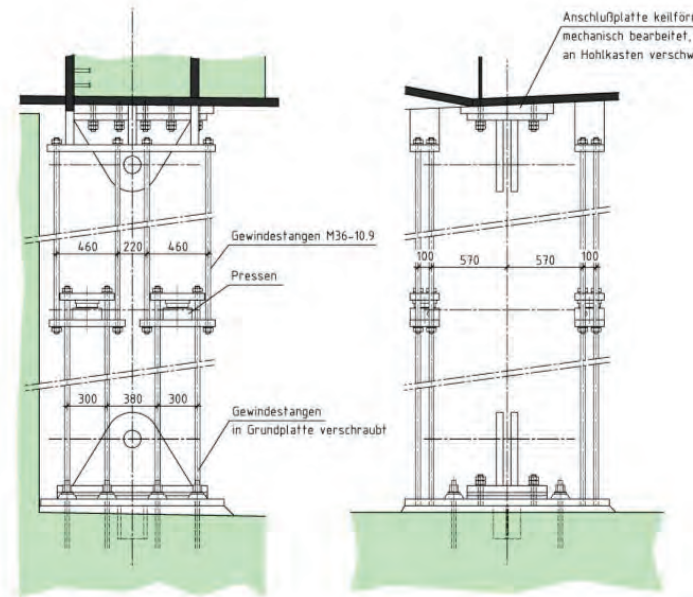 Anschlußplatte keilför
mechanisch bearbeitet,
an Hohlkasten verschw
460 220 460
Gewindestangen M36-10.9
100 570 570 100
Pressen
300 380 300
Gewindestangen
in Grundplatte verschraubt